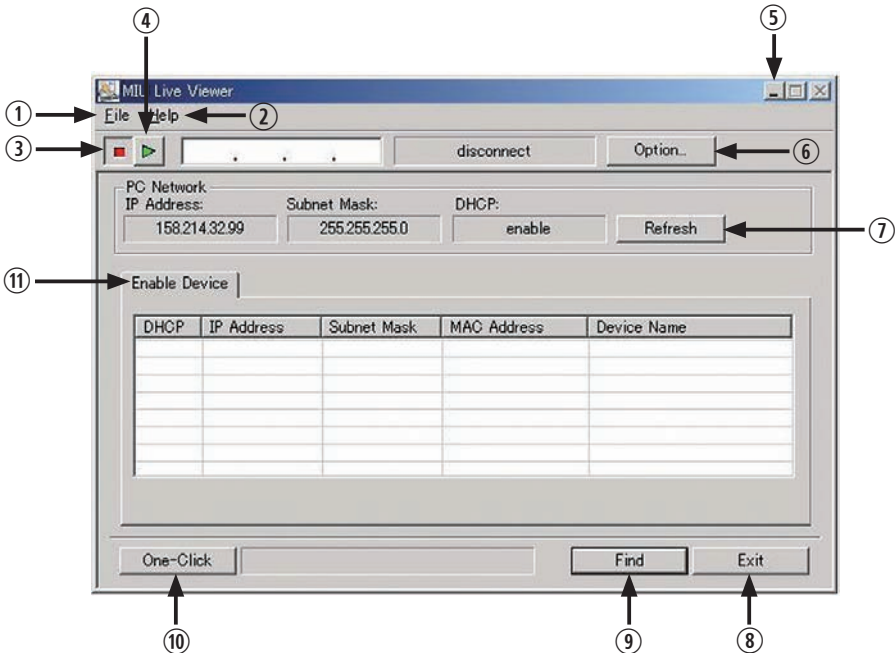 ④
⑤
MIU Live Viewer
①
File Help
②
③
. . .
disconnect
Option...
⑥
PC Network
IP Address:
Subnet Mask:
DHCP:
158.214.32.99
255.255.255.0
enable
Refresh
⑦
⑪
Enable Device
DHCP IP Address Subnet Mask MAC Address Device Name
One-Click
Find
Exit
⑩
⑨
⑧